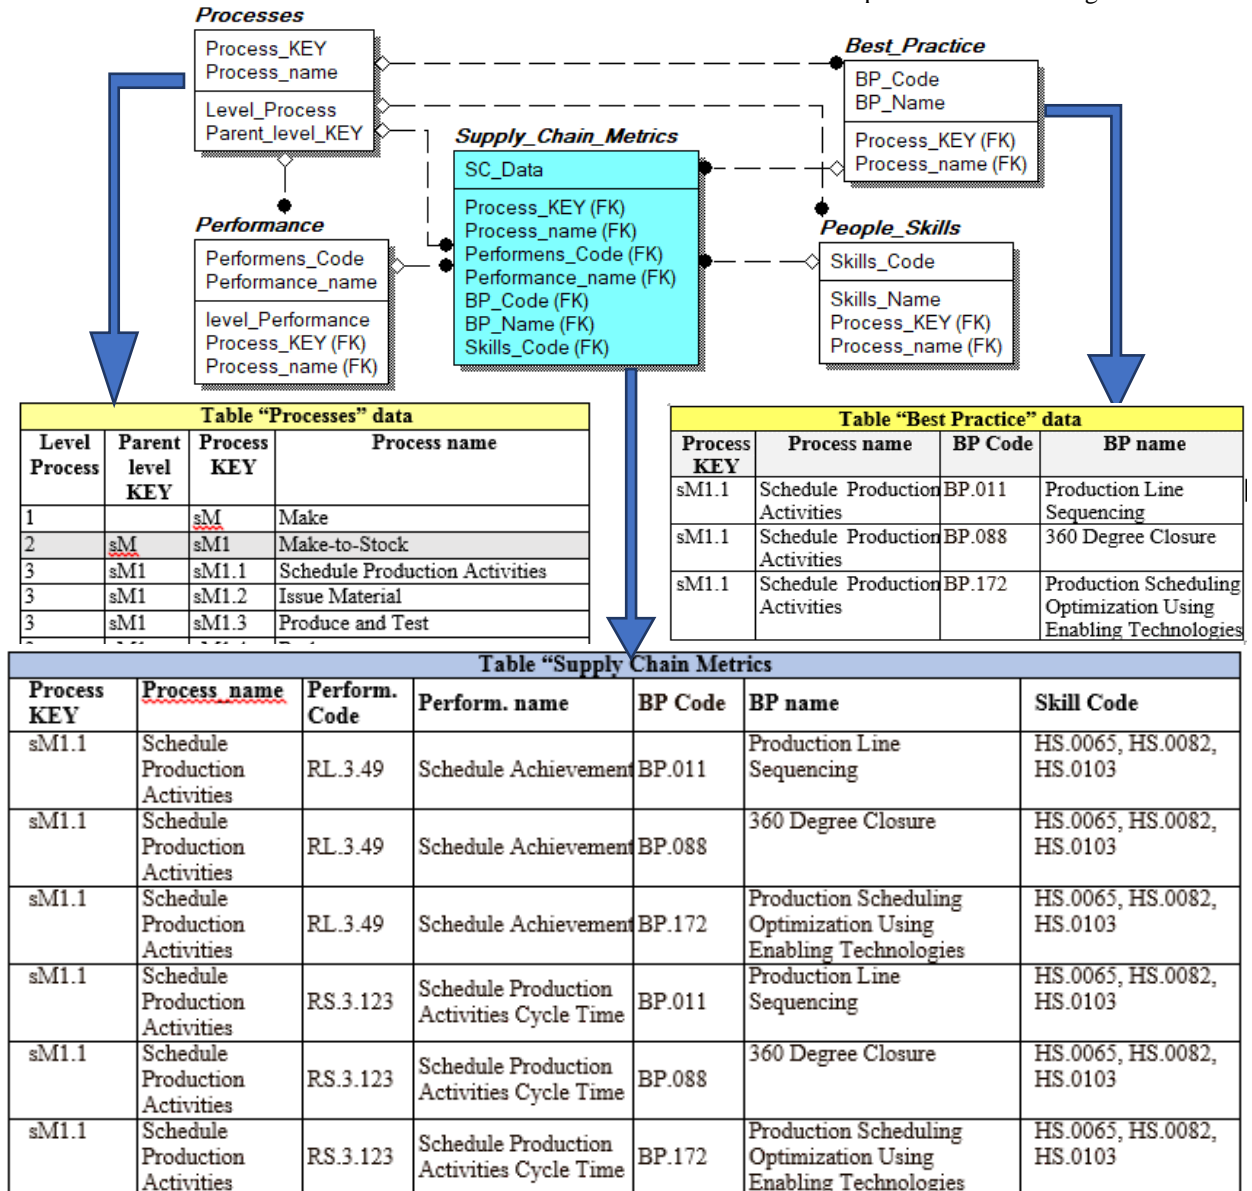 Processes
Process_KEY
Process_name
Level_Process
Parent_level_KEY
Best_Practice
BP_Code
BP_Name
Process_KEY (FK)
Process_name (FK)
Supply_Chain_Metrics
SC_Data
Process_KEY (FK)
Process_name (FK)
Performens_Code (FK)
Performance_name (FK)
BP_Code (FK)
BP_Name (FK)
Skills_Code (FK)
Performance
Performens_Code
Performance_name
level_Performance
Process_KEY (FK)
Process_name (FK)
People_Skills
Skills_Code
Skills_Name
Process_KEY (FK)
Process_name (FK)
Table “Processes” data
Level Process Parent level KEY Process KEY Process name
1 sM Make
2 sM sM1 Make-to-Stock
3 sM1 sM1.1 Schedule Production Activities
3 sM1 sM1.2 Issue Material
3 sM1 sM1.3 Produce and Test
Table “Best Practice” data
Process KEY Process name BP Code BP name
sM1.1 Schedule Production Activities BP.011 Production Line Sequencing
sM1.1 Schedule Production Activities BP.088 360 Degree Closure
sM1.1 Schedule Production Activities BP.172 Production Scheduling Optimization Using Enabling Technologies
Table “Supply Chain Metrics
Process KEY Process_name Perform. Code Perform. name BP Code BP name Skill Code
sM1.1 Schedule Production Activities RL.3.49 Schedule Achievement BP.011 Production Line Sequencing HS.0065, HS.0082, HS.0103
sM1.1 Schedule Production Activities RL.3.49 Schedule Achievement BP.088 360 Degree Closure HS.0065, HS.0082, HS.0103
sM1.1 Schedule Production Activities RL.3.49 Schedule Achievement BP.172 Production Scheduling Optimization Using Enabling Technologies HS.0065, HS.0082, HS.0103
sM1.1 Schedule Production Activities RS.3.123 Schedule Production Activities Cycle Time BP.011 Production Line Sequencing HS.0065, HS.0082, HS.0103
sM1.1 Schedule Production Activities RS.3.123 Schedule Production Activities Cycle Time BP.088 360 Degree Closure HS.0065, HS.0082, HS.0103
sM1.1 Schedule Production Activities RS.3.123 Schedule Production Activities Cycle Time BP.172 Production Scheduling Optimization Using Enabling Technologies HS.0065, HS.0082, HS.0103